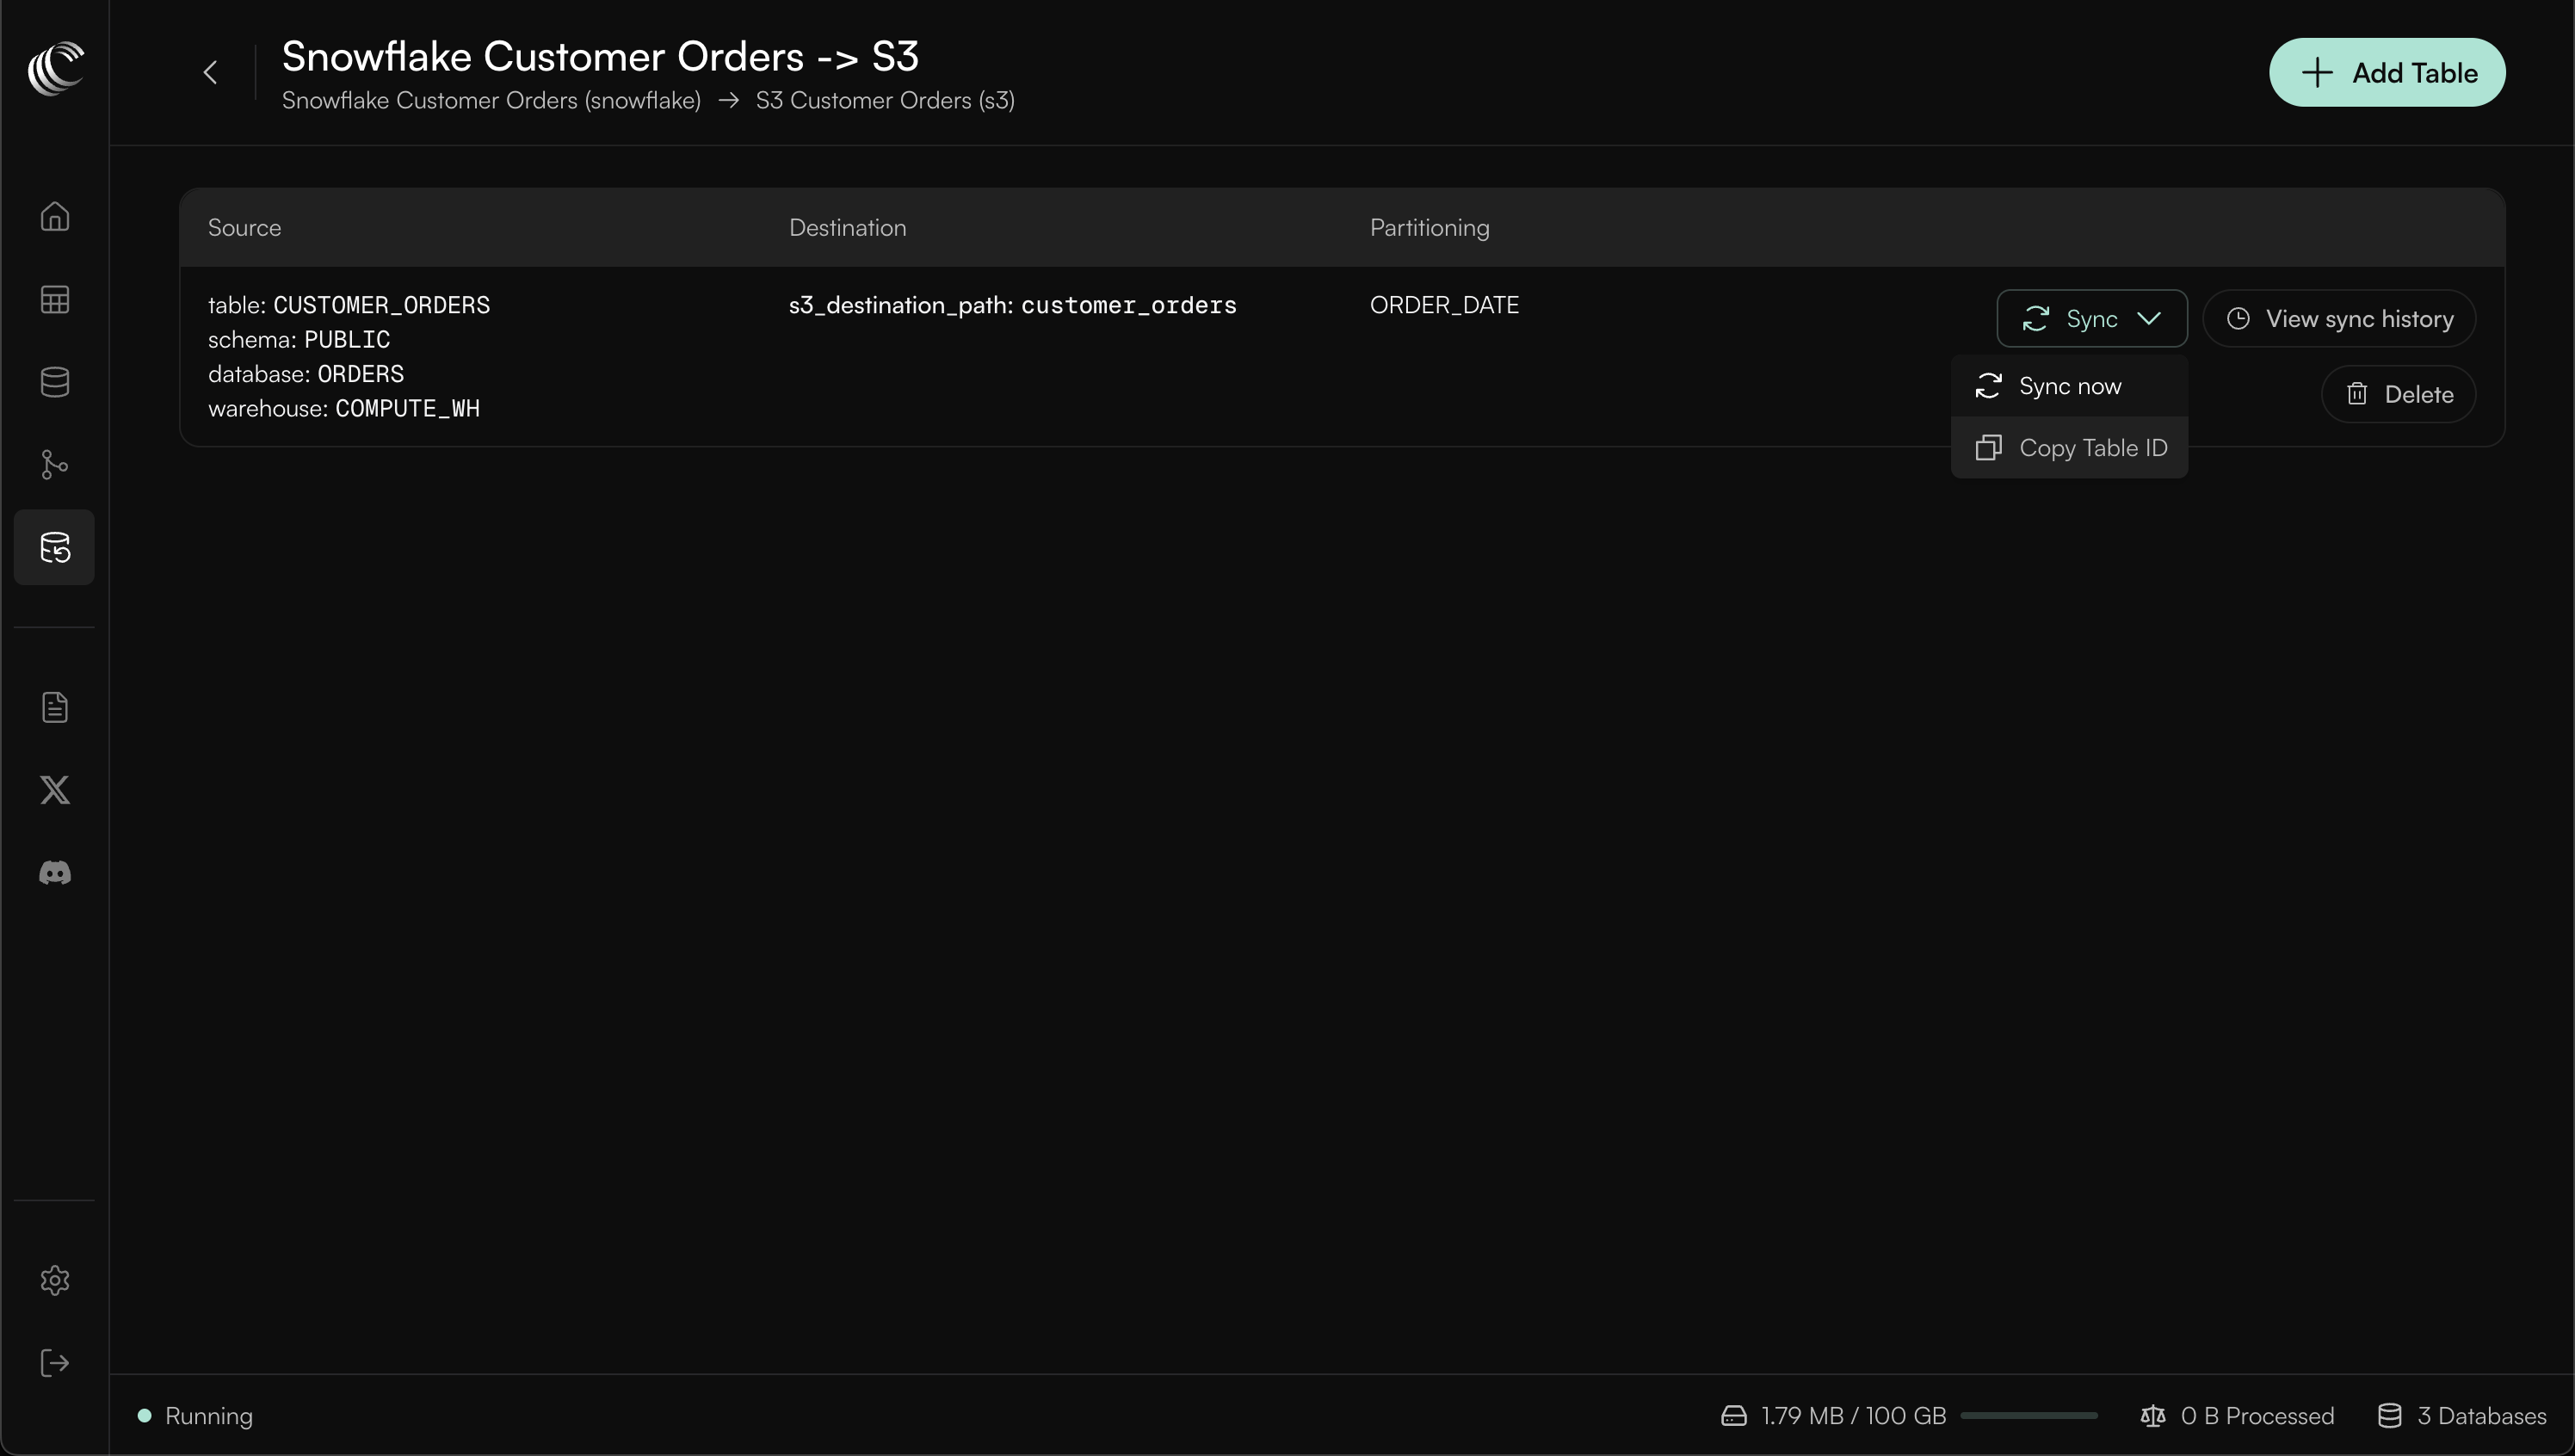 Snowflake Customer Orders -> S3
Snowflake Customer Orders (snowflake) → S3 Customer Orders (s3)
Add Table
Source
Destination
Partitioning
table: CUSTOMER_ORDERS
schema: PUBLIC
database: ORDERS
warehouse: COMPUTE_WH
s3_destination_path: customer_orders
ORDER_DATE
Sync
View sync history
Sync now
Delete
Copy Table ID
Running
1.79 MB / 100 GB
0 B Processed
3 Databases